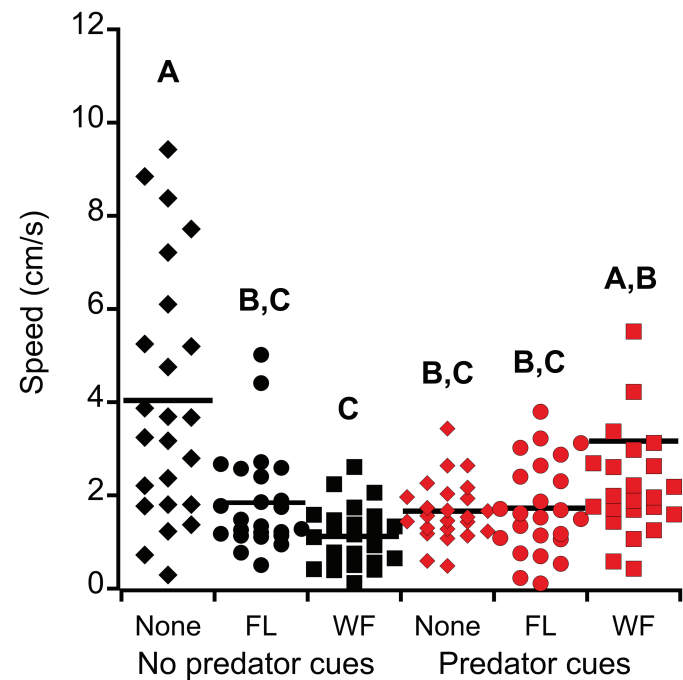 12
10
8
6
4
2
0
Speed (cm/s)
A
B,C
C
B,C
B,C
A,B
None FL WF None FL WF
No predator cues Predator cues